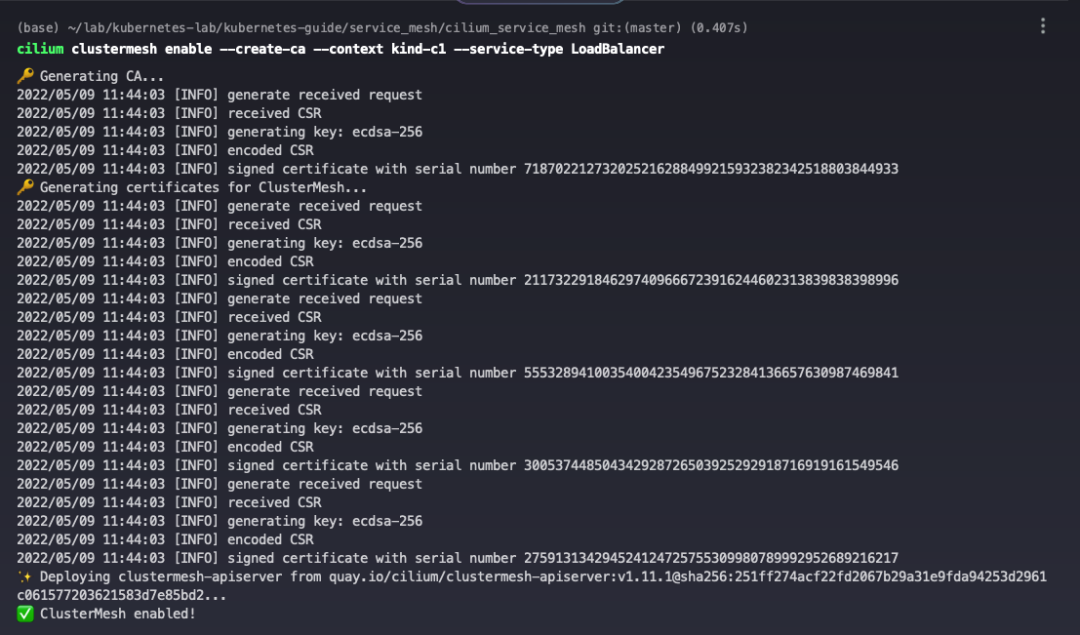 (base) ~/lab/kubernetes-lab/kubernetes-guide/service_mesh/cilium_service_mesh git:(master) (0.407s)
cilium clustermesh enable --create-ca --context kind-c1 --service-type LoadBalancer
🔑 Generating CA...
2022/05/09 11:44:03 [INFO] generate received request
2022/05/09 11:44:03 [INFO] received CSR
2022/05/09 11:44:03 [INFO] generating key: ecdsa-256
2022/05/09 11:44:03 [INFO] encoded CSR
2022/05/09 11:44:03 [INFO] signed certificate with serial number 718702212732025216288499215932382342518803844933
🔑 Generating certificates for ClusterMesh...
2022/05/09 11:44:03 [INFO] generate received request
2022/05/09 11:44:03 [INFO] received CSR
2022/05/09 11:44:03 [INFO] generating key: ecdsa-256
2022/05/09 11:44:03 [INFO] encoded CSR
2022/05/09 11:44:03 [INFO] signed certificate with serial number 211732291846297409666723916244602313839838398996
2022/05/09 11:44:03 [INFO] generate received request
2022/05/09 11:44:03 [INFO] received CSR
2022/05/09 11:44:03 [INFO] generating key: ecdsa-256
2022/05/09 11:44:03 [INFO] encoded CSR
2022/05/09 11:44:03 [INFO] signed certificate with serial number 555328941003540042354967523284136657630987469841
2022/05/09 11:44:03 [INFO] generate received request
2022/05/09 11:44:03 [INFO] received CSR
2022/05/09 11:44:03 [INFO] generating key: ecdsa-256
2022/05/09 11:44:03 [INFO] encoded CSR
2022/05/09 11:44:03 [INFO] signed certificate with serial number 300537448504342928726503925292918716919161549546
2022/05/09 11:44:03 [INFO] generate received request
2022/05/09 11:44:03 [INFO] received CSR
2022/05/09 11:44:03 [INFO] generating key: ecdsa-256
2022/05/09 11:44:03 [INFO] encoded CSR
2022/05/09 11:44:03 [INFO] signed certificate with serial number 275913134294524124725755309980789992952689216217
✨ Deploying clustermesh-apiserver from quay.io/cilium/clustermesh-apiserver:v1.11.1@sha256:251ff274acf22fd2067b29a31e9fda94253d2961
c061577203621583d7e85bd2...
✅ ClusterMesh enabled!